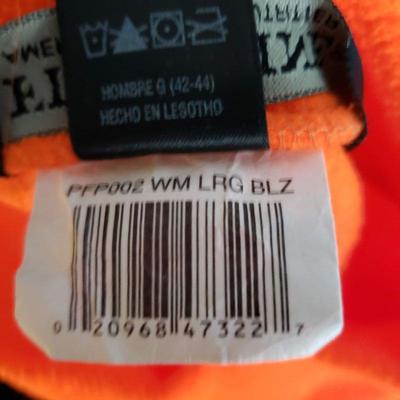 HOMBRE G (42-44)
HECHO EN LESOTHO
PFP002 WM LRG BLZ
0 20968 47322 7